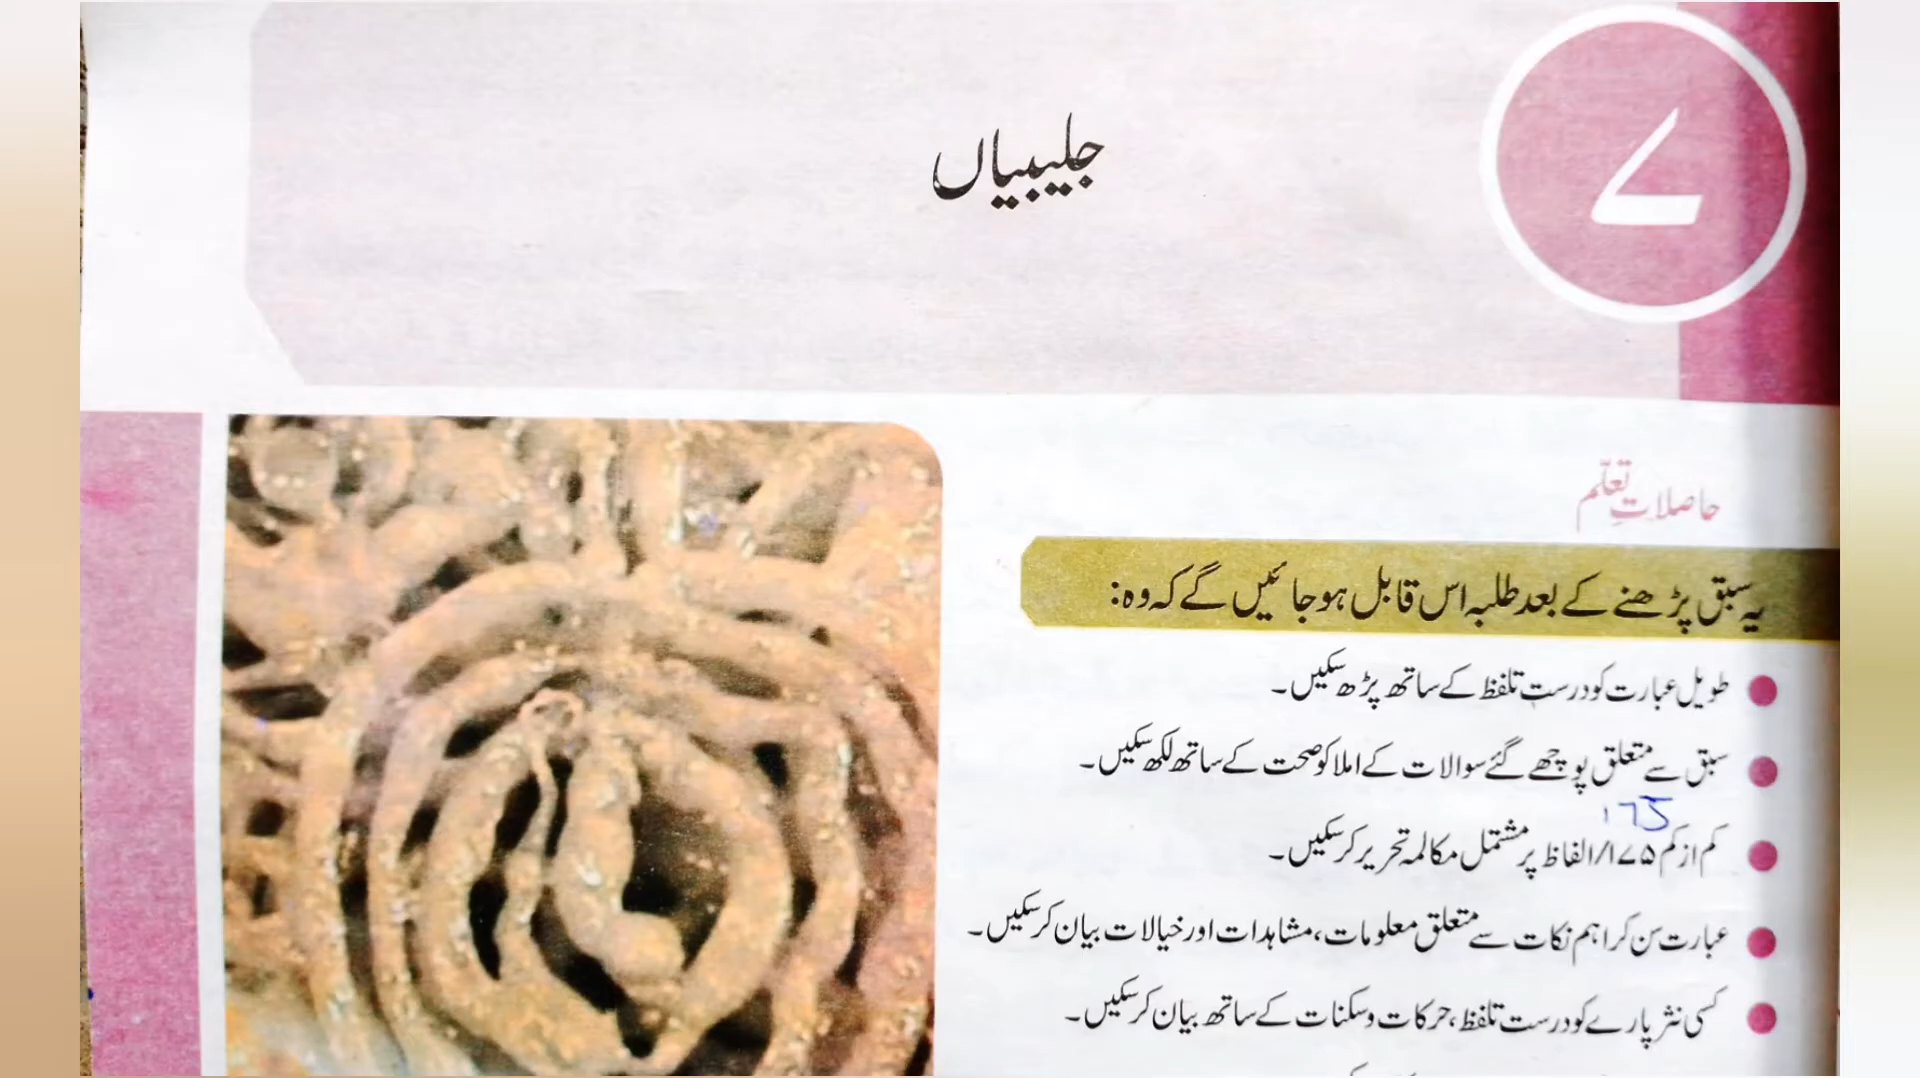 ۷
جلیبیاں
حاصلاتِ تعلّم
یہ سبق پڑھنے کے بعد طلبہ اس قابل ہو جائیں گے کہ وہ:
طویل عبارت کو درست تلفظ کے ساتھ پڑھ سکیں۔
سبق سے متعلق پوچھے گئے سوالات کے املا کو صحت کے ساتھ لکھ سکیں۔
175
کم از کم ۱۷۵/الفاظ پر مشتمل مکالمہ تحریر کر سکیں۔
عبارت سن کر اہم نکات سے متعلق معلومات، مشاہدات اور خیالات بیان کر سکیں۔
کسی نثر پارے کو درست تلفظ، حرکات و سکنات کے ساتھ بیان کر سکیں۔